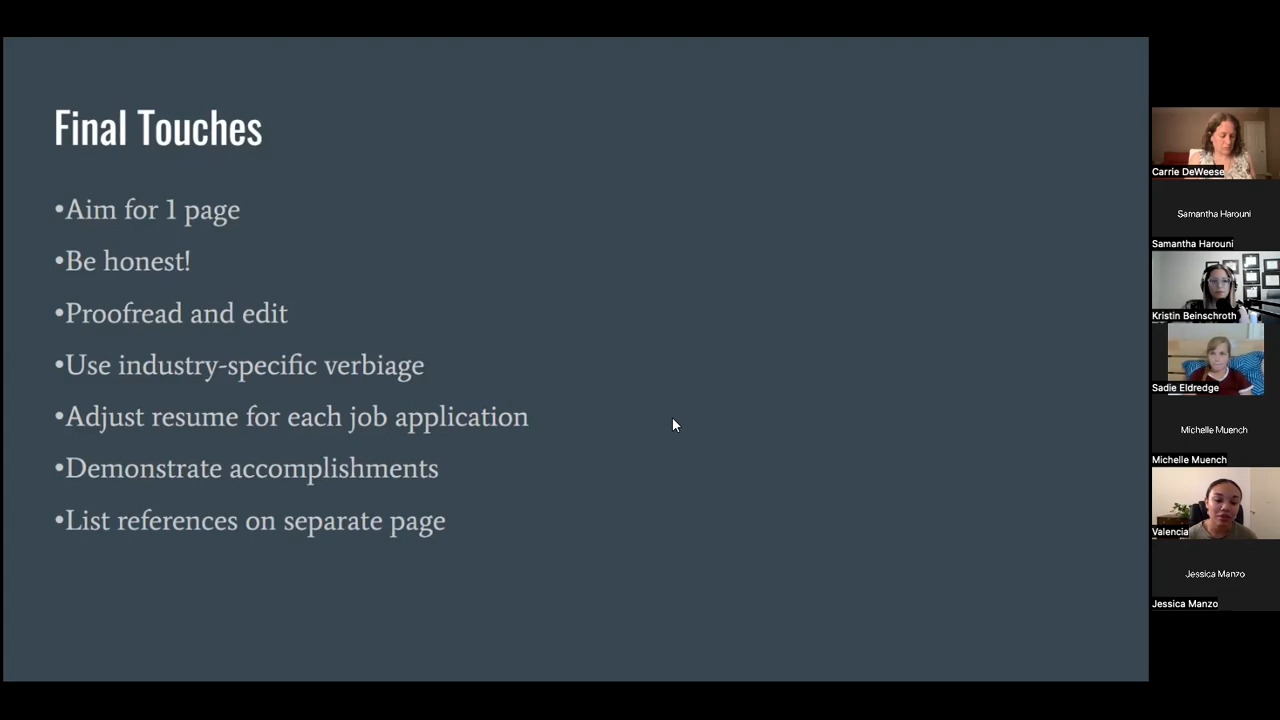 Final Touches
•Aim for 1 page
•Be honest!
•Proofread and edit
•Use industry-specific verbiage
•Adjust resume for each job application
•Demonstrate accomplishments
•List references on separate page
Carrie DeWeese
Samantha Harouni
Samantha Harouni
Kristin Beinschroth
Sadie Eldredge
Michelle Muench
Michelle Muench
Valencia
Jessica Manzo
Jessica Manzo